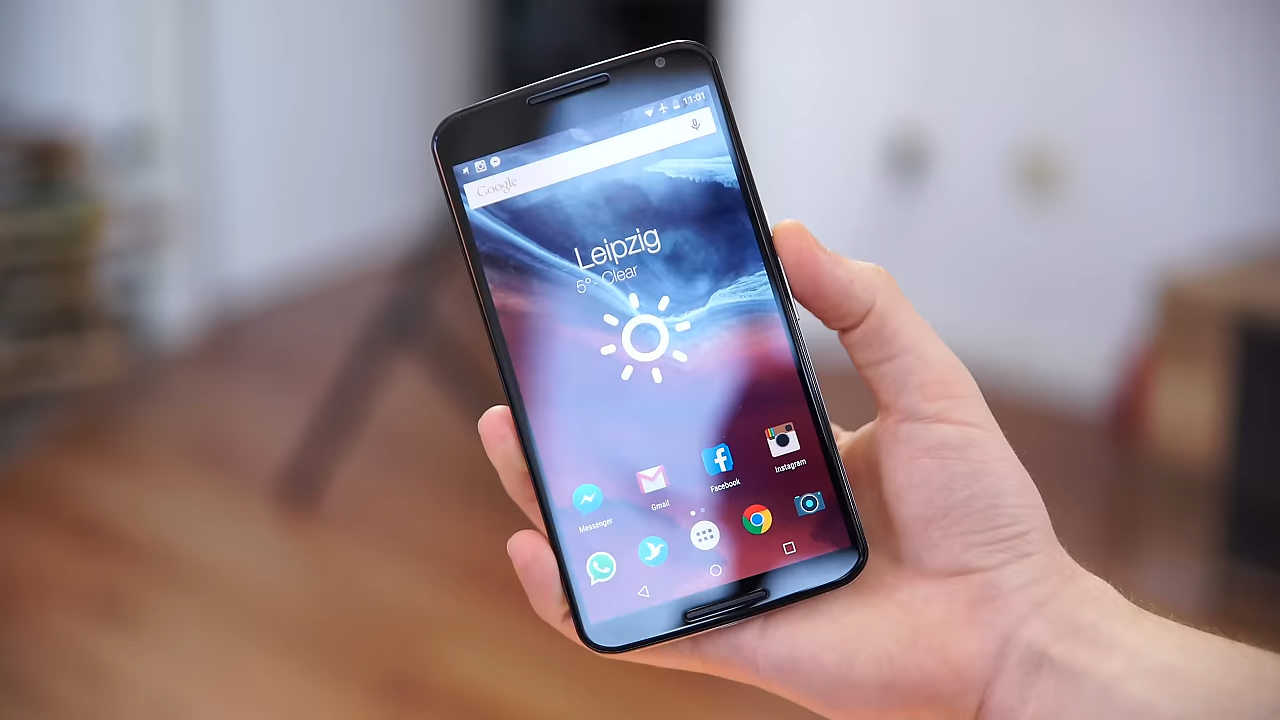 11:01
Google
Leipzig
5° - Clear
Messenger
Gmail
Facebook
Instagram